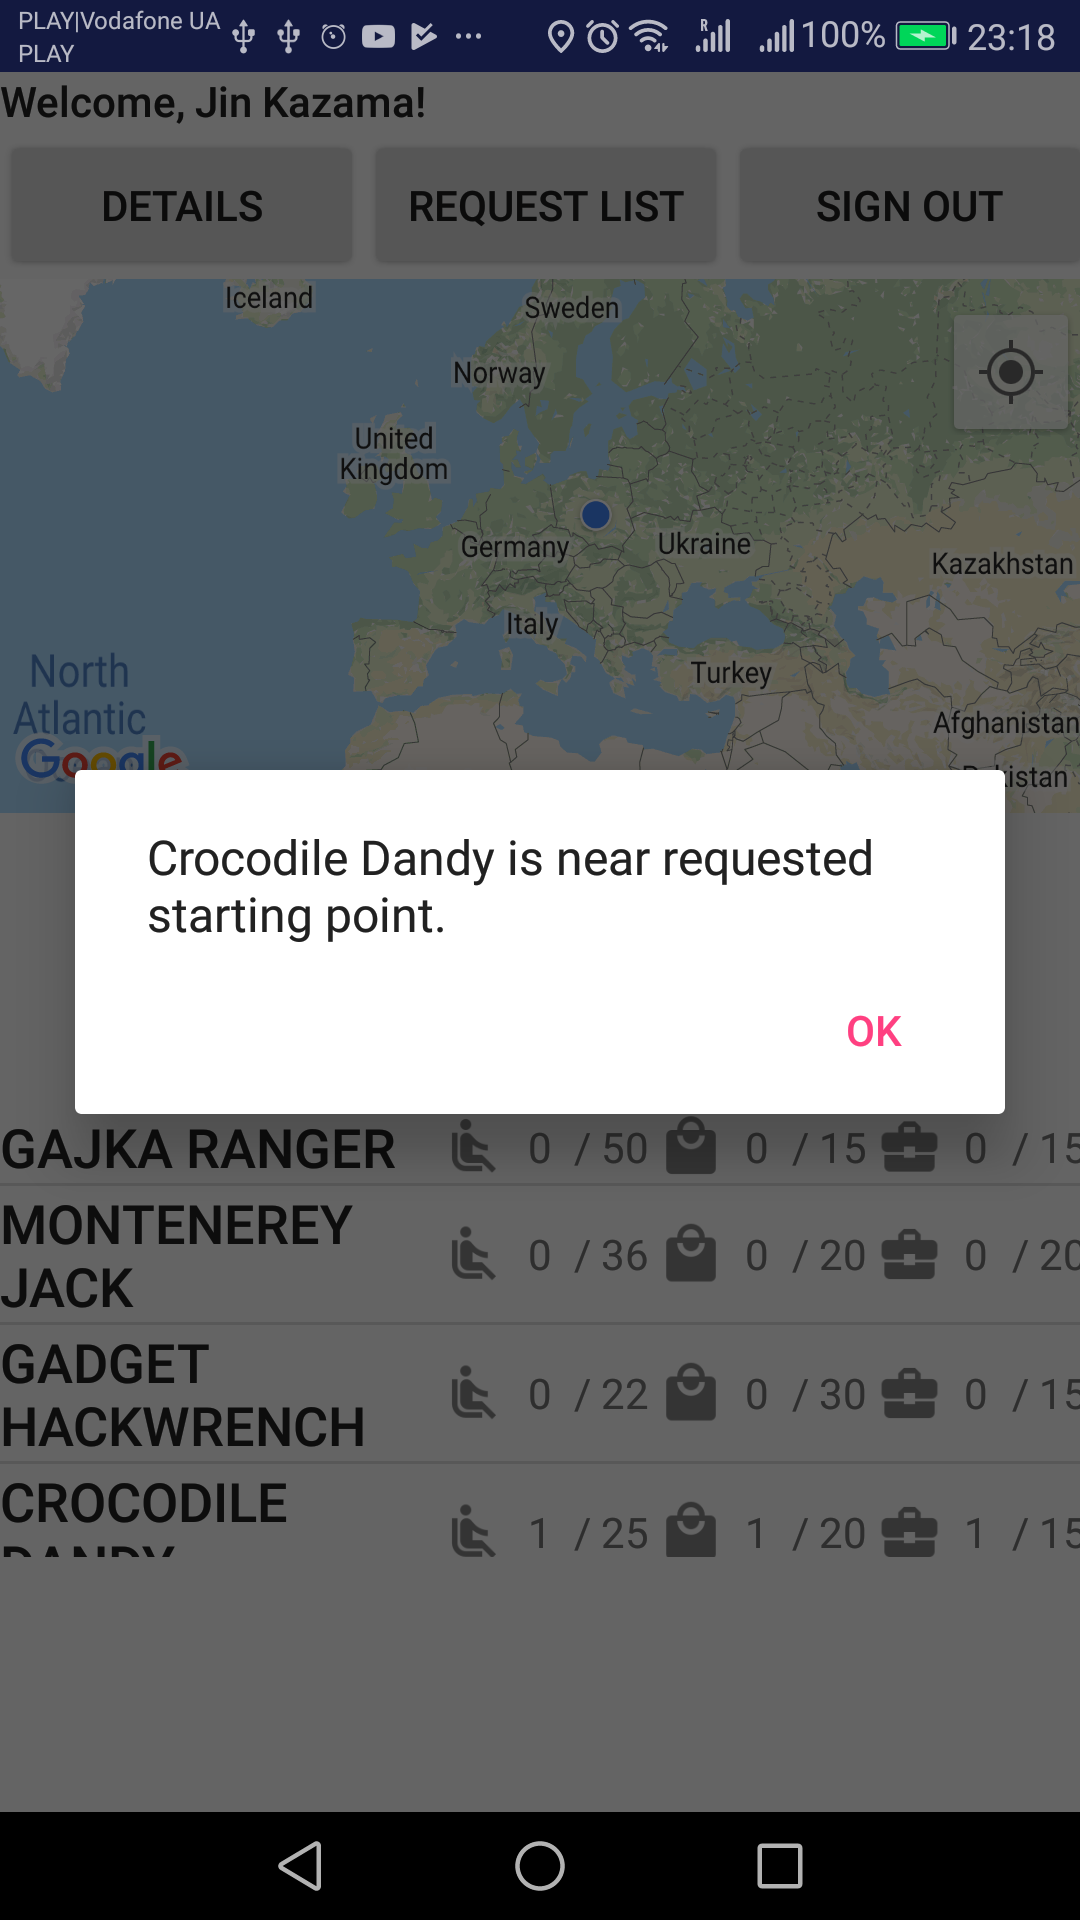 PLAY|Vodafone UA
PLAY
R
100%
23:18
Welcome, Jin Kazama!
DETAILS
REQUEST LIST
SIGN OUT
Iceland
Sweden
Norway
United
Kingdom
Germany
Ukraine
Kazakhstan
Italy
Turkey
North
Atlantic
Afghanistan
Google
Crocodile Dandy is near requested
starting point.
OK
GAJKA RANGER 0 / 50 0 / 15 0 / 15
MONTENEREY
JACK
0 / 36 0 / 20 0 / 20
GADGET
HACKWRENCH
0 / 22 0 / 30 0 / 15
CROCODILE
DANDY
1 / 25 1 / 20 1 / 15